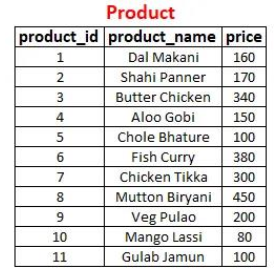 Product
product_id product_name price
1 Dal Makani 160
2 Shahi Panner 170
3 Butter Chicken 340
4 Aloo Gobi 150
5 Chole Bhature 100
6 Fish Curry 380
7 Chicken Tikka 300
8 Mutton Biryani 450
9 Veg Pulao 200
10 Mango Lassi 80
11 Gulab Jamun 100